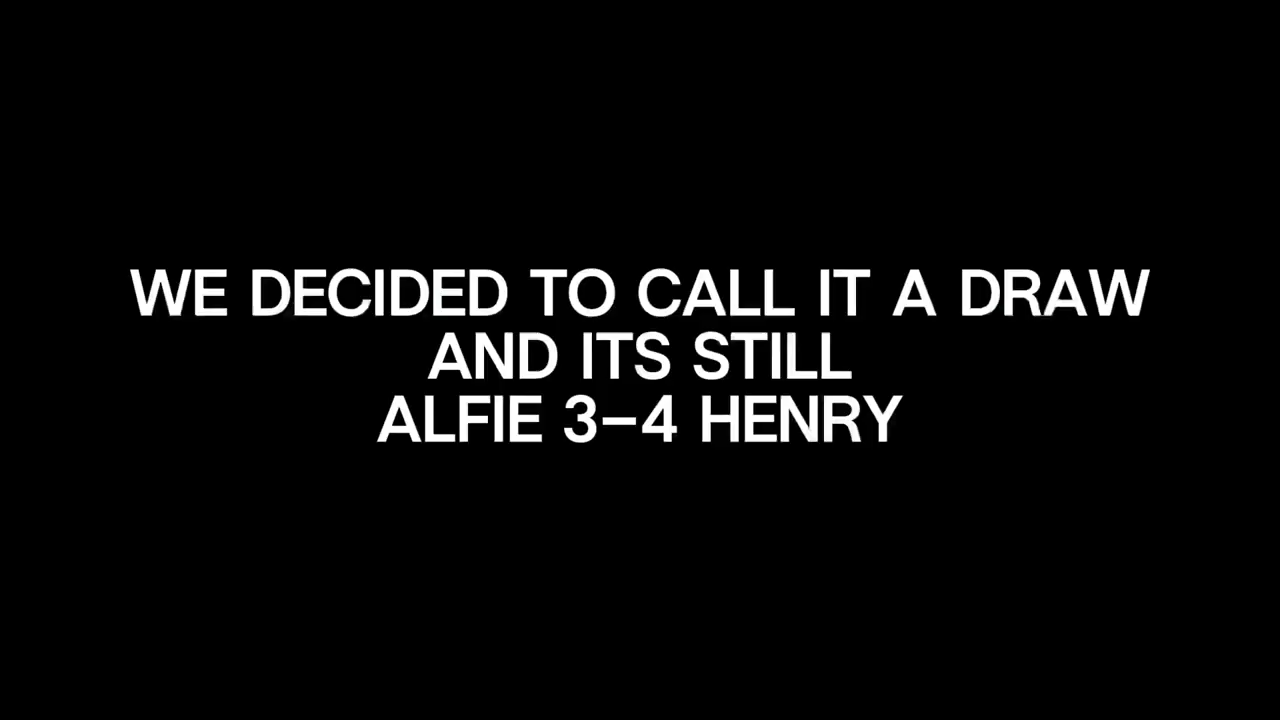 WE DECIDED TO CALL IT A DRAW
AND ITS STILL
ALFIE 3-4 HENRY